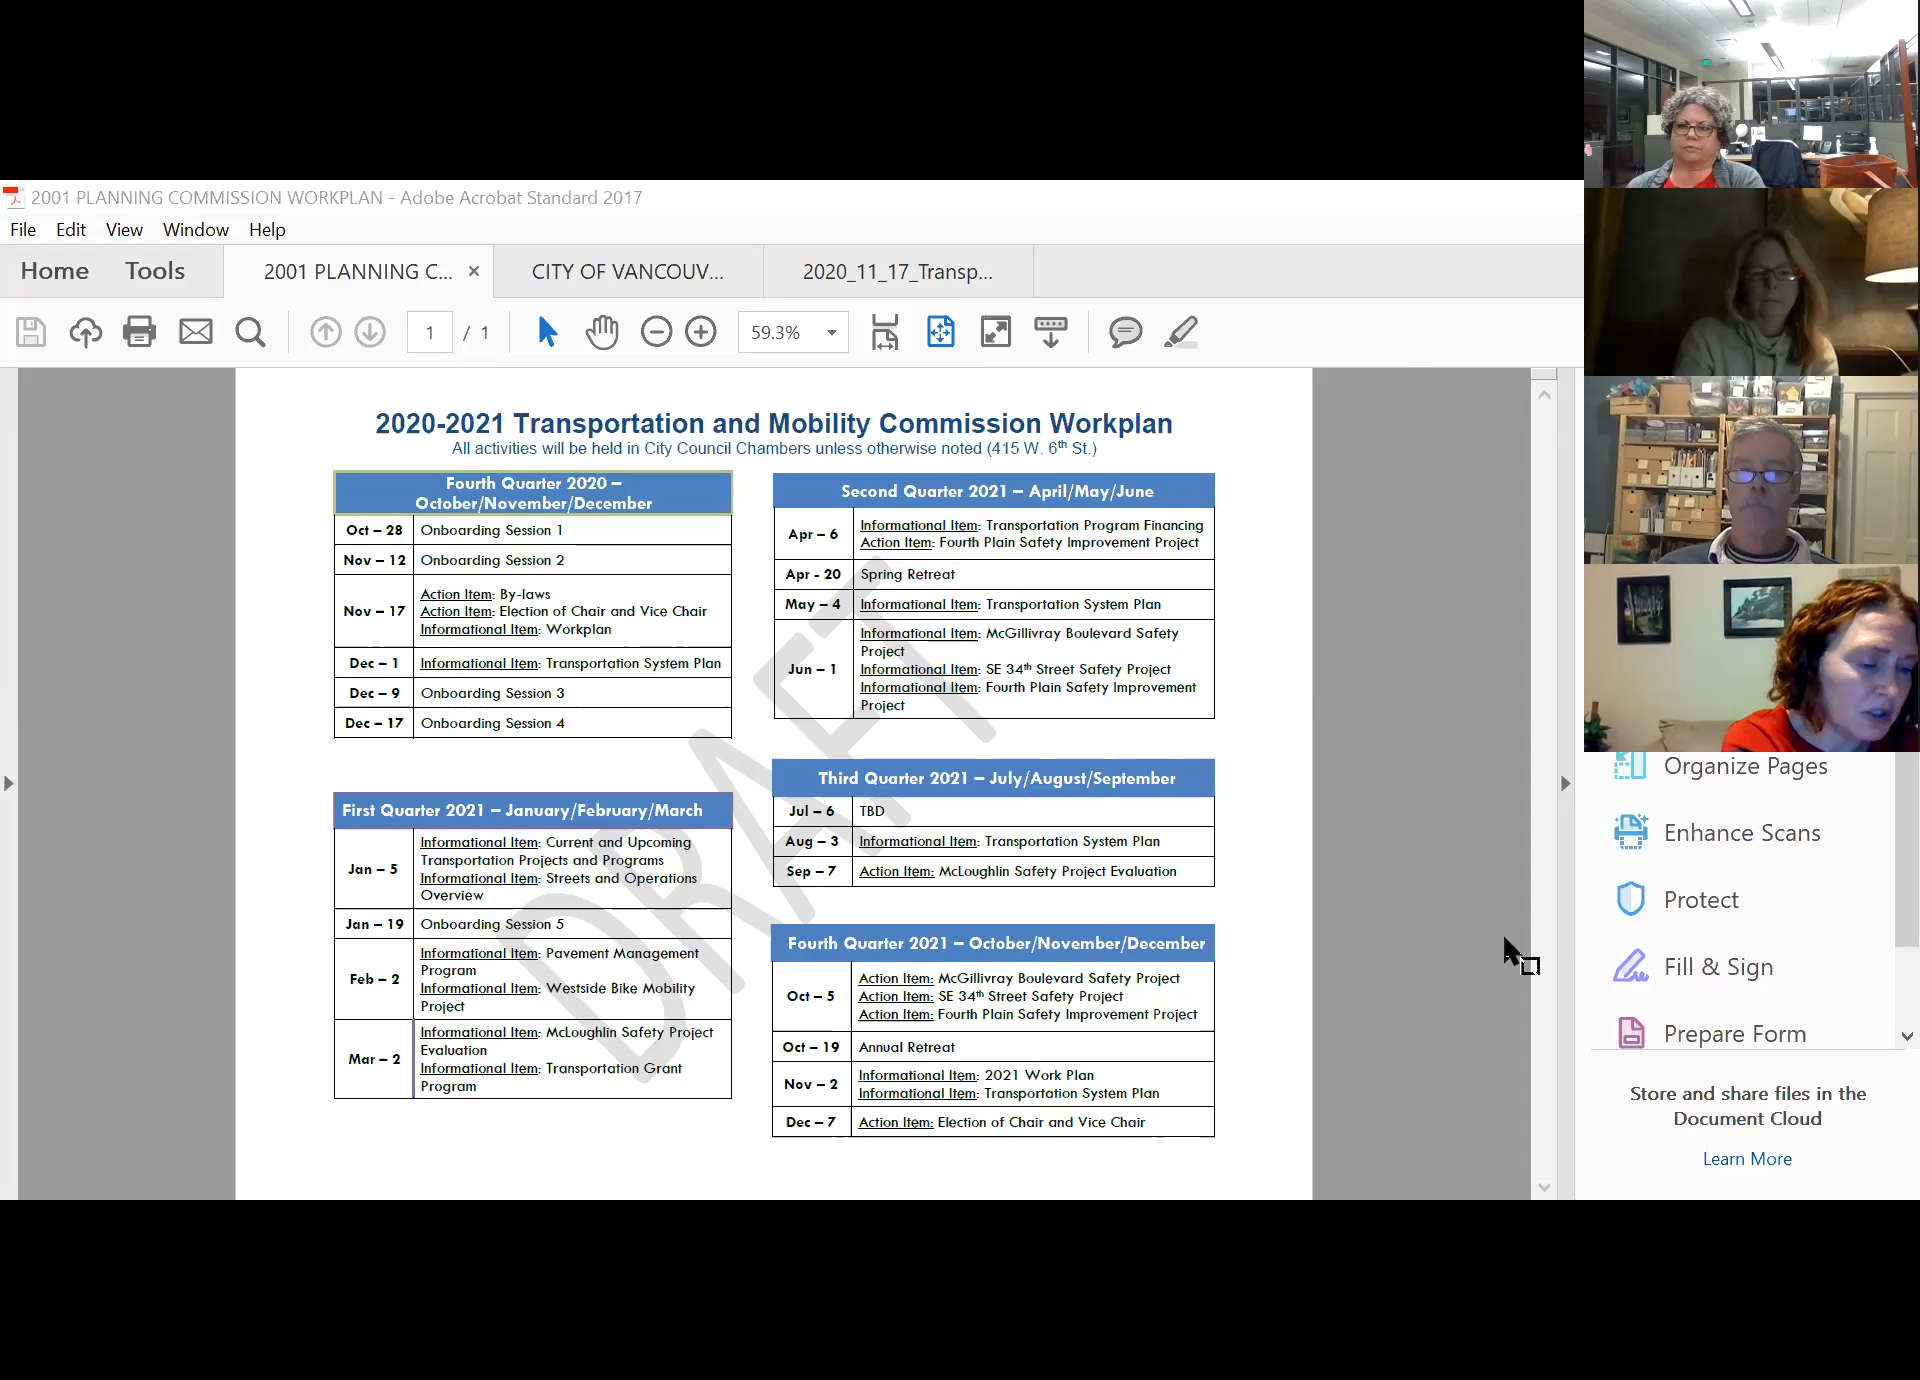 2001 PLANNING COMMISSION WORKPLAN - Adobe Acrobat Standard 2017
File Edit View Window Help
Home Tools 2001 PLANNING C... × CITY OF VANCOUV... 2020_11_17_Transp...
1 / 1 59.3%
2020-2021 Transportation and Mobility Commission Workplan
All activities will be held in City Council Chambers unless otherwise noted (415 W. 6th St.)
Fourth Quarter 2020 –
October/November/December
Oct – 28 Onboarding Session 1
Nov – 12 Onboarding Session 2
Nov – 17 Action Item: By-laws
Action Item: Election of Chair and Vice Chair
Informational Item: Workplan
Dec – 1 Informational Item: Transportation System Plan
Dec – 9 Onboarding Session 3
Dec – 17 Onboarding Session 4
First Quarter 2021 – January/February/March
Jan – 5 Informational Item: Current and Upcoming
Transportation Projects and Programs
Informational Item: Streets and Operations
Overview
Jan – 19 Onboarding Session 5
Feb – 2 Informational Item: Pavement Management
Program
Informational Item: Westside Bike Mobility
Project
Mar – 2 Informational Item: McLoughlin Safety Project
Evaluation
Informational Item: Transportation Grant
Program
Second Quarter 2021 – April/May/June
Apr – 6 Informational Item: Transportation Program Financing
Action Item: Fourth Plain Safety Improvement Project
Apr - 20 Spring Retreat
May – 4 Informational Item: Transportation System Plan
Jun – 1 Informational Item: McGillivray Boulevard Safety
Project
Informational Item: SE 34th Street Safety Project
Informational Item: Fourth Plain Safety Improvement
Project
Third Quarter 2021 – July/August/September
Jul – 6 TBD
Aug – 3 Informational Item: Transportation System Plan
Sep – 7 Action Item: McLoughlin Safety Project Evaluation
Fourth Quarter 2021 – October/November/December
Oct – 5 Action Item: McGillivray Boulevard Safety Project
Action Item: SE 34th Street Safety Project
Action Item: Fourth Plain Safety Improvement Project
Oct – 19 Annual Retreat
Nov – 2 Informational Item: 2021 Work Plan
Informational Item: Transportation System Plan
Dec – 7 Action Item: Election of Chair and Vice Chair
DRAFT
Organize Pages
Enhance Scans
Protect
Fill & Sign
Prepare Form
Store and share files in the
Document Cloud
Learn More